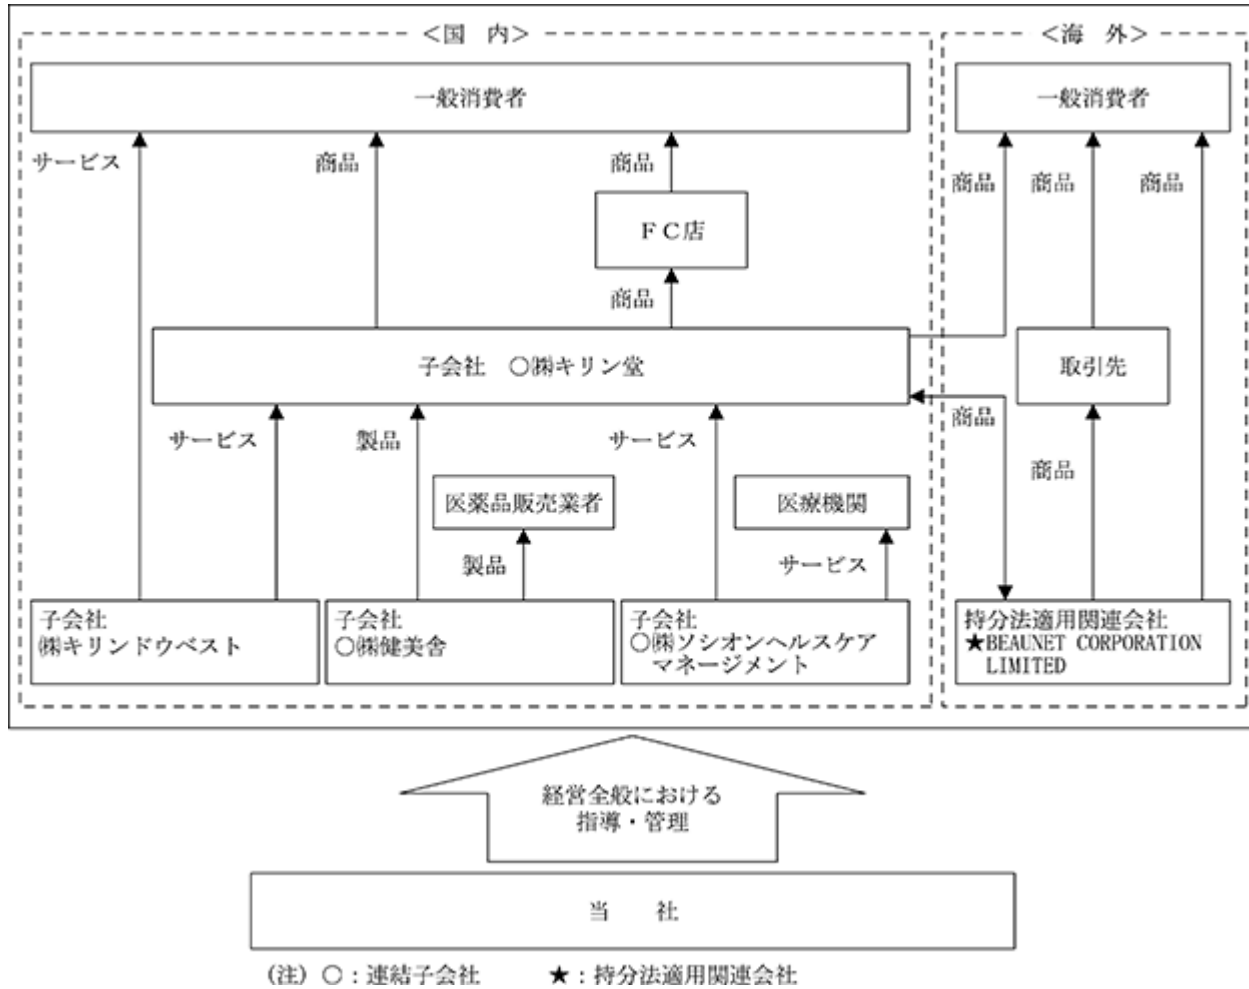 ＜国　内＞
＜海　外＞
一般消費者
一般消費者
サービス
商品
商品
商品
商品
商品
ＦＣ店
商品
子会社　○㈱キリン堂
取引先
サービス
製品
サービス
商品
商品
医薬品販売業者
医療機関
製品
サービス
子会社
㈱キリンドウベスト
子会社
○㈱健美舎
子会社
○㈱ソシオンヘルスケア
マネージメント
持分法適用関連会社
★BEAUNET CORPORATION
LIMITED
経営全般における
指導・管理
当　　社
(注) ○：連結子会社　　★：持分法適用関連会社